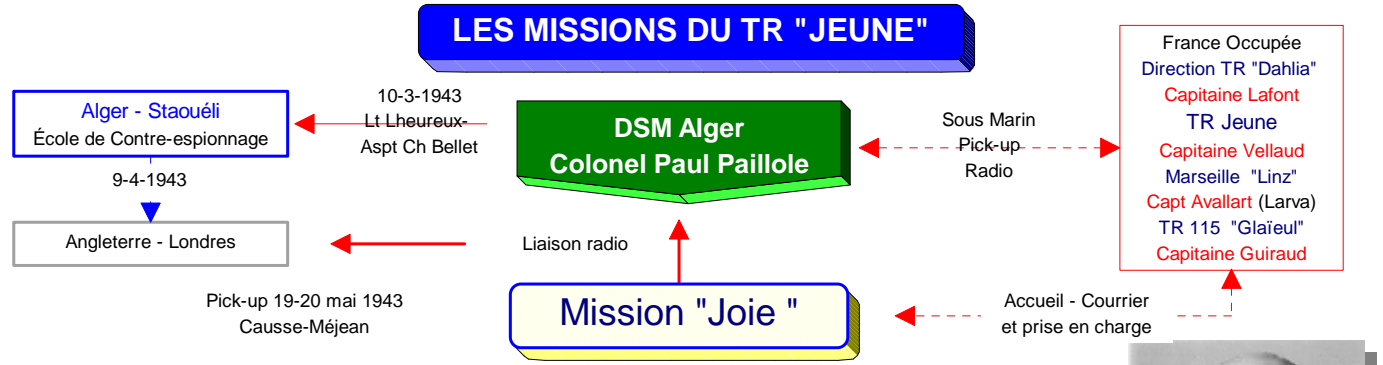 LES MISSIONS DU TR "JEUNE"
Alger - Staouéli
École de Contre-espionnage
10-3-1943
Lt Lheureux-
Aspt Ch Bellet
DSM Alger
Colonel Paul Paillole
Sous Marin
Pick-up
Radio
France Occupée
Direction TR "Dahlia"
Capitaine Lafont
TR Jeune
Capitaine Vellaud
Marseille "Linz"
Capt Avallart (Larva)
TR 115 "Glaïeul"
Capitaine Guiraud
9-4-1943
Angleterre - Londres
Liaison radio
Pick-up 19-20 mai 1943
Causse-Méjean
Mission "Joie "
Accueil - Courrier
et prise en charge